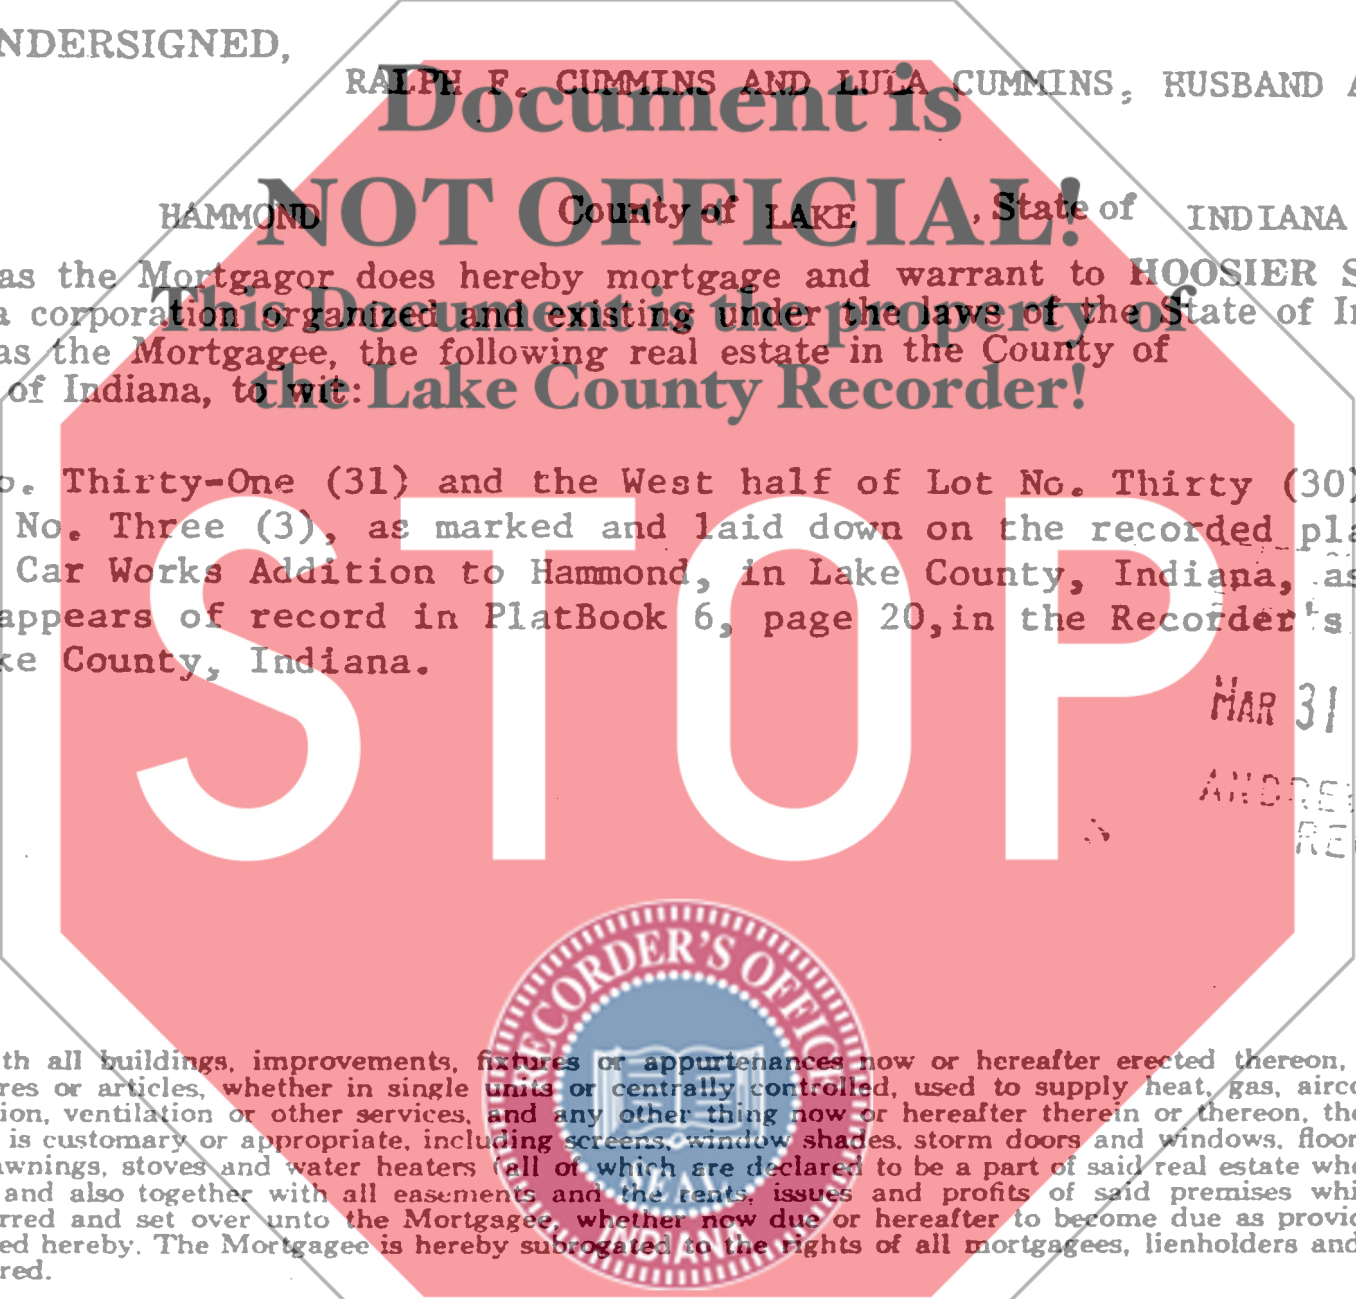 NDERSIGNED,
RALPH F. CUMMINS AND LULA CUMMINS, HUSBAND A
Document is
NOT OFFICIAL!
HAMMOND County of LAKE , State of INDIANA
as the Mortgagor does hereby mortgage and warrant to HOOSIER S
This Document is the property of
a corporation organized and existing under the laws of the State of In
as the Mortgagee, the following real estate in the County of
the Lake County Recorder!
of Indiana, to wit:
o. Thirty-One (31) and the West half of Lot No. Thirty (30)
No. Three (3), as marked and laid down on the recorded pla
Car Works Addition to Hammond, in Lake County, Indiana, as
appears of record in PlatBook 6, page 20,in the Recorder's
ke County, Indiana.
STOP
MAR 31
ANDREW
RE
RECORDER'S OFFICE
SEAL
INDIANA
th all buildings, improvements, fixtures or appurtenances now or hereafter erected thereon,
res or articles, whether in single units or centrally controlled, used to supply heat, gas, airco
ion, ventilation or other services, and any other thing now or hereafter therein or thereon, the
is customary or appropriate, including screens, window shades, storm doors and windows, floor
awnings, stoves and water heaters (all of which are declared to be a part of said real estate whe
and also together with all easements and the rents, issues and profits of said premises whi
rred and set over unto the Mortgagee, whether now due or hereafter to become due as provid
ed hereby. The Mortgagee is hereby subrogated to the rights of all mortgagees, lienholders and
red.